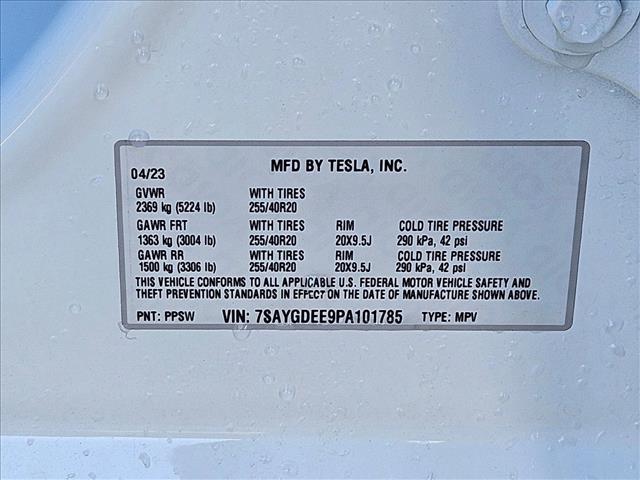 MFD BY TESLA, INC.
04/23
GVWR WITH TIRES
2369 kg (5224 lb) 255/40R20
GAWR FRT WITH TIRES RIM COLD TIRE PRESSURE
1363 kg (3004 lb) 255/40R20 20X9.5J 290 kPa, 42 psi
GAWR RR WITH TIRES RIM COLD TIRE PRESSURE
1500 kg (3306 lb) 255/40R20 20X9.5J 290 kPa, 42 psi
THIS VEHICLE CONFORMS TO ALL APPLICABLE U.S. FEDERAL MOTOR VEHICLE SAFETY AND
THEFT PREVENTION STANDARDS IN EFFECT ON THE DATE OF MANUFACTURE SHOWN ABOVE.
PNT: PPSW VIN: 7SAYGDEE9PA101785 TYPE: MPV